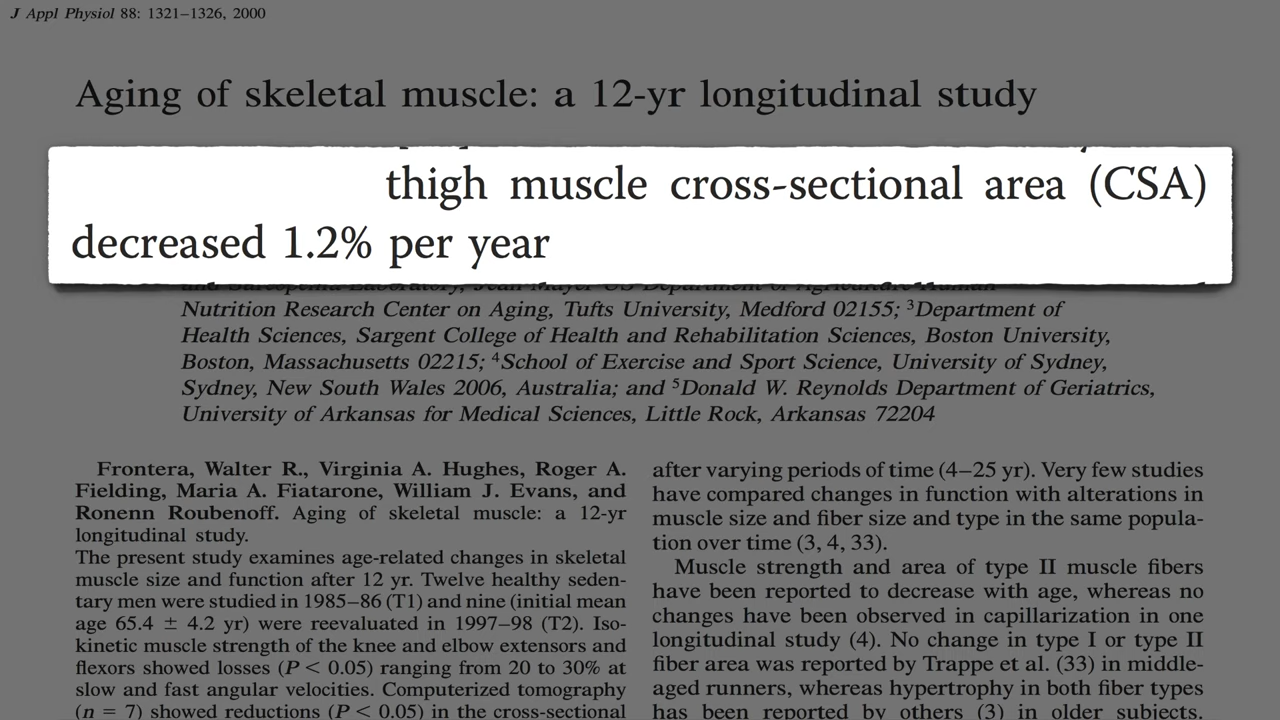 J Appl Physiol 88: 1321–1326, 2000
Aging of skeletal muscle: a 12-yr longitudinal study
thigh muscle cross-sectional area (CSA)
decreased 1.2% per year
Nutrition Research Center on Aging, Tufts University, Medford 02155; ³Department of
Health Sciences, Sargent College of Health and Rehabilitation Sciences, Boston University,
Boston, Massachusetts 02215; ⁴School of Exercise and Sport Science, University of Sydney,
Sydney, New South Wales 2006, Australia; and ⁵Donald W. Reynolds Department of Geriatrics,
University of Arkansas for Medical Sciences, Little Rock, Arkansas 72204
Frontera, Walter R., Virginia A. Hughes, Roger A.
Fielding, Maria A. Fiatarone, William J. Evans, and
Ronenn Roubenoff. Aging of skeletal muscle: a 12-yr
longitudinal study.
The present study examines age-related changes in skeletal
muscle size and function after 12 yr. Twelve healthy seden-
tary men were studied in 1985–86 (T1) and nine (initial mean
age 65.4 ± 4.2 yr) were reevaluated in 1997–98 (T2). Iso-
kinetic muscle strength of the knee and elbow extensors and
flexors showed losses (P < 0.05) ranging from 20 to 30% at
slow and fast angular velocities. Computerized tomography
(n = 7) showed reductions (P < 0.05) in the cross-sectional
after varying periods of time (4–25 yr). Very few studies
have compared changes in function with alterations in
muscle size and fiber size and type in the same popula-
tion over time (3, 4, 33).
Muscle strength and area of type II muscle fibers
have been reported to decrease with age, whereas no
changes have been observed in capillarization in one
longitudinal study (4). No change in type I or type II
fiber area was reported by Trappe et al. (33) in middle-
aged runners, whereas hypertrophy in both fiber types
has been reported by others (3) in older subjects.